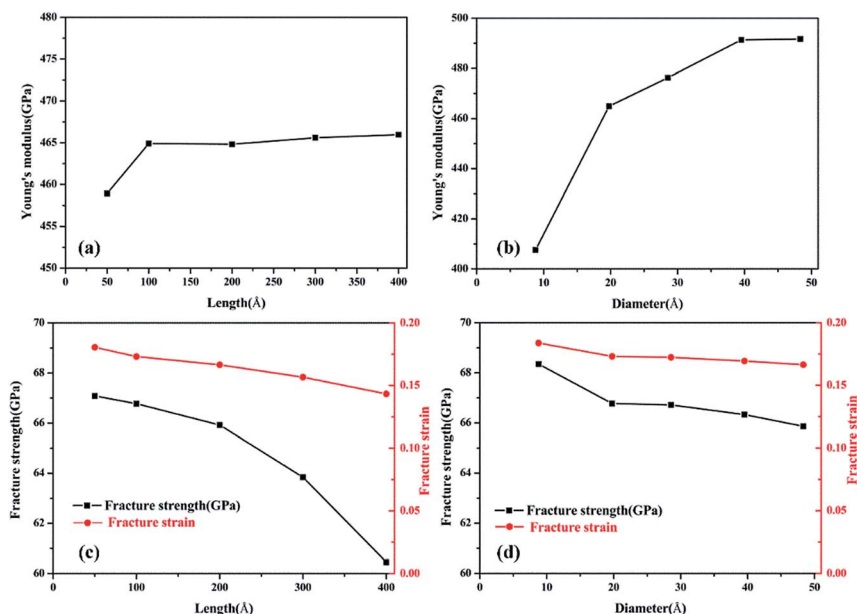 480
475
470
465
460
455
450
Young's modulus(GPa)
(a)
0 50 100 150 200 250 300 350 400
Length(Å)
500
480
460
440
420
400
Young's modulus(GPa)
(b)
0 10 20 30 40 50
Diameter(Å)
70
68
66
64
62
60
Fracture strength(GPa)
0.20
0.15
0.10
0.05
0.00
Fracture strain
Fracture strength(GPa)
Fracture strain
(c)
0 100 200 300 400
Length(Å)
70
68
66
64
62
60
Fracture strength(GPa)
0.20
0.15
0.10
0.05
0.00
Fracture strain
Fracture strength(GPa)
Fracture strain
(d)
0 10 20 30 40 50
Diameter(Å)